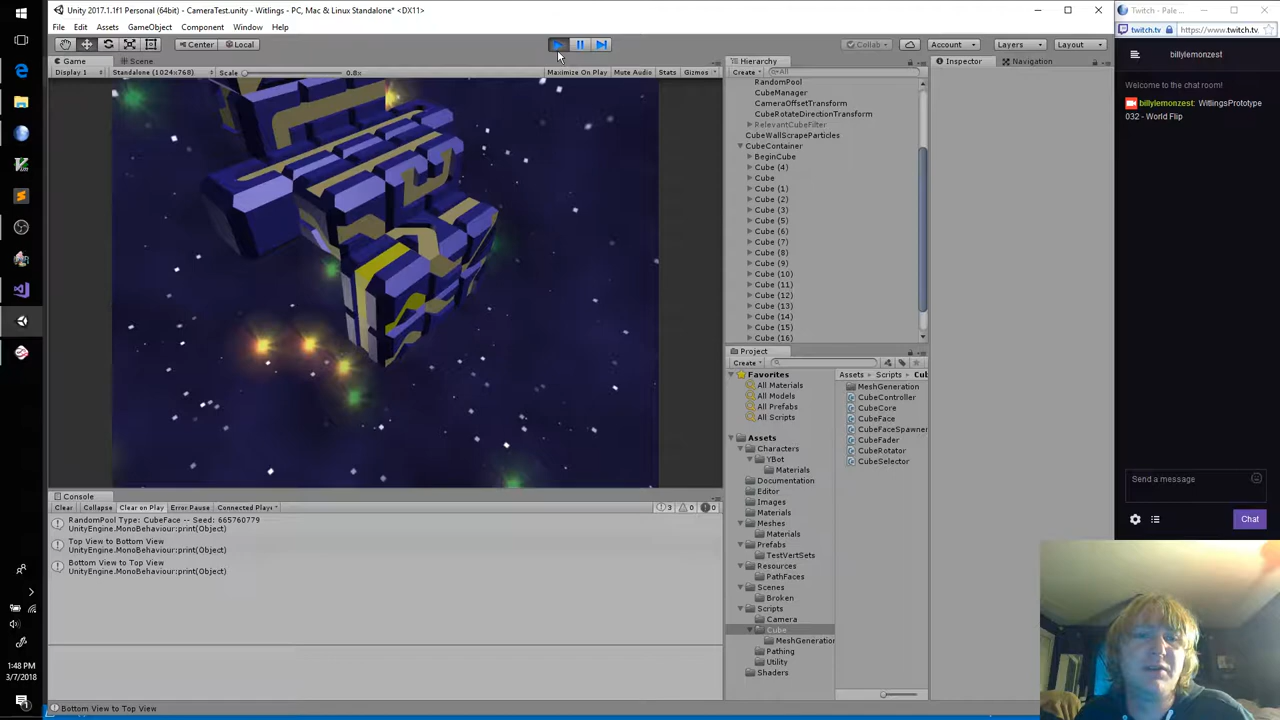 Unity 2017.1.1f1 Personal (64bit) - CameraTest.unity - Witlings - PC, Mac & Linux Standalone* <DX11>
File Edit Assets GameObject Component Window Help
Center Local Collab Account Layers Layout
Game Scene
Display 1 Standalone (1024x768) Scale 0.8x Maximize On Play Mute Audio Stats Gizmos
Hierarchy
Create All
RandomPool
CubeManager
CameraOffsetTransform
CubeRotateDirectionTransform
RelevantCubeFilter
CubeWallScrapeParticles
CubeContainer
BeginCube
Cube (4)
Cube
Cube (1)
Cube (2)
Cube (3)
Cube (5)
Cube (6)
Cube (7)
Cube (8)
Cube (9)
Cube (10)
Cube (11)
Cube (12)
Cube (13)
Cube (14)
Cube (15)
Cube (16)
Inspector Navigation
Project
Create
Favorites
All Materials
All Models
All Prefabs
All Scripts
Assets
Characters
YBot
Materials
Documentation
Editor
Images
Materials
Meshes
Materials
Prefabs
TestVertSets
Resources
PathFaces
Scenes
Broken
Scripts
Camera
Cube
MeshGeneration
Pathing
Utility
Shaders
Assets Scripts Cub
MeshGeneration
CubeController
CubeCore
CubeFace
CubeFaceSpawner
CubeFader
CubeRotator
CubeSelector
Console
Clear Collapse Clear on Play Error Pause Connected Playe 3 0 0
RandomPool Type: CubeFace -- Seed: 665760779
UnityEngine.MonoBehaviour:print(Object)
Top View to Bottom View
UnityEngine.MonoBehaviour:print(Object)
Bottom View to Top View
UnityEngine.MonoBehaviour:print(Object)
Bottom View to Top View
1:48 PM
3/7/2018
Twitch - Pale
twitch.tv https://www.twitch.tv
billylemonzest
Welcome to the chat room!
billylemonzest: WitlingsPrototype
032 - World Flip
Send a message
Chat